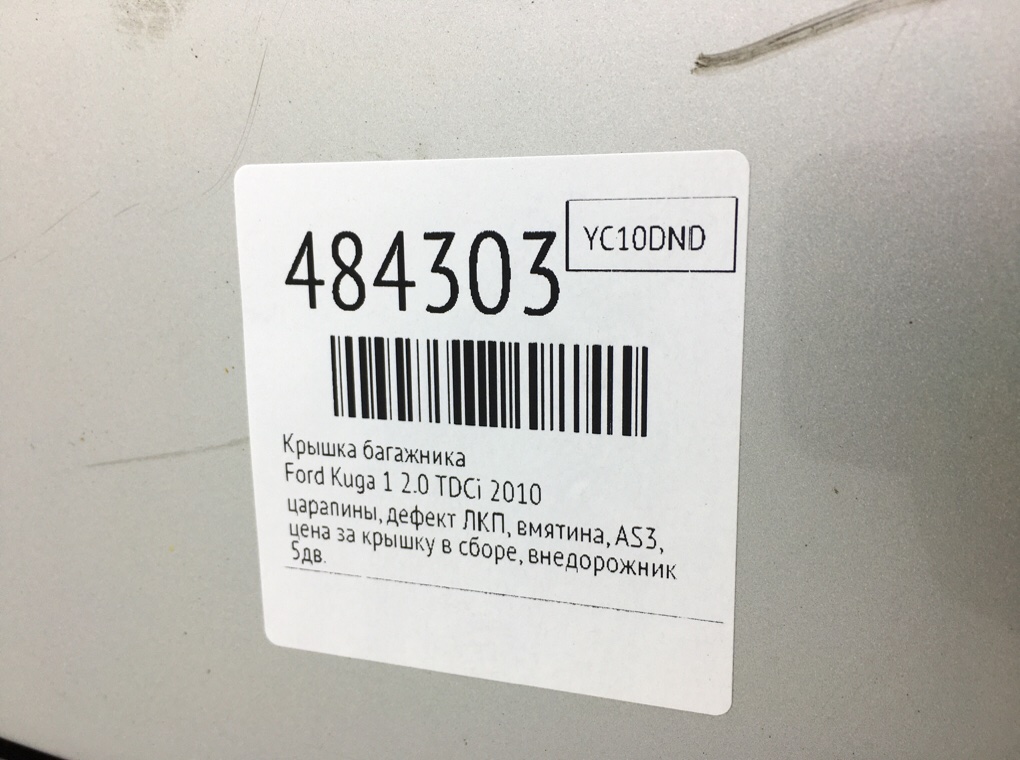 484303
YC10DND
Крышка багажника
Ford Kuga 1 2.0 TDCi 2010
царапины, дефект ЛКП, вмятина, AS3,
цена за крышку в сборе, внедорожник
5дв.